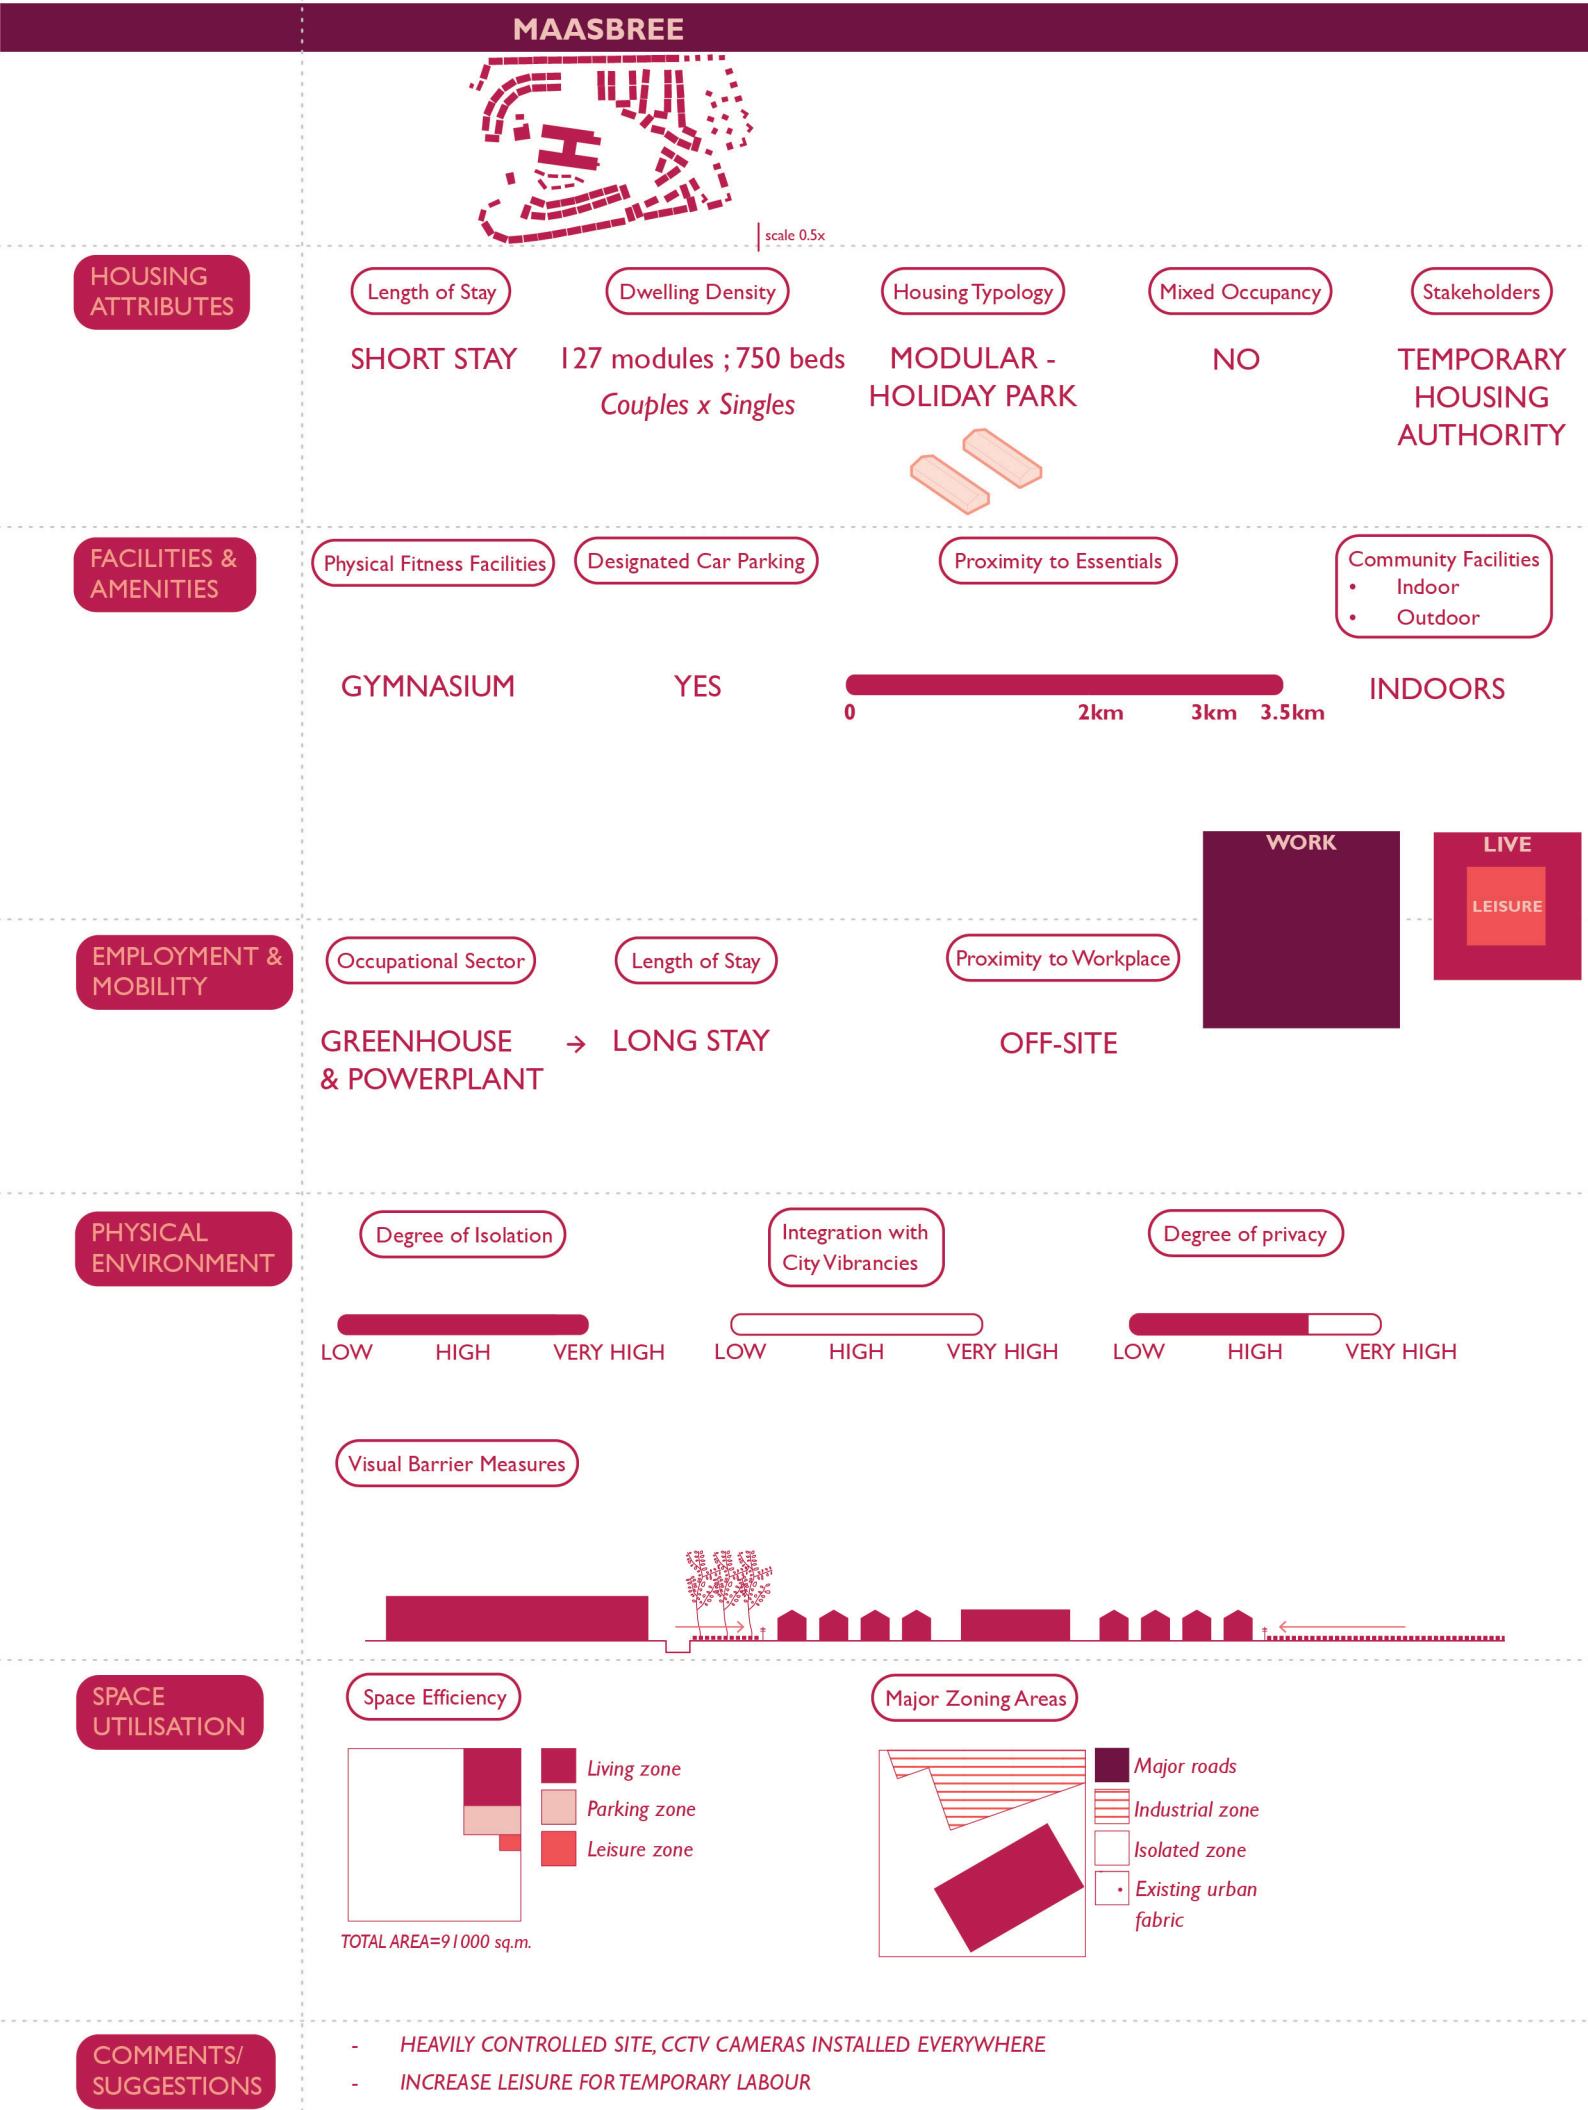 MAASBREE
scale 0.5x
HOUSING
ATTRIBUTES
Length of Stay
Dwelling Density
Housing Typology
Mixed Occupancy
Stakeholders
SHORT STAY
127 modules ; 750 beds
Couples x Singles
MODULAR -
HOLIDAY PARK
NO
TEMPORARY
HOUSING
AUTHORITY
FACILITIES &
AMENITIES
Physical Fitness Facilities
Designated Car Parking
Proximity to Essentials
Community Facilities
• Indoor
• Outdoor
GYMNASIUM
YES
0 2km 3km 3.5km
INDOORS
WORK
LIVE
LEISURE
EMPLOYMENT &
MOBILITY
Occupational Sector
Length of Stay
Proximity to Workplace
GREENHOUSE
& POWERPLANT
→ LONG STAY
OFF-SITE
PHYSICAL
ENVIRONMENT
Degree of Isolation
Integration with
City Vibrancies
Degree of privacy
LOW HIGH VERY HIGH
LOW HIGH VERY HIGH
LOW HIGH VERY HIGH
Visual Barrier Measures
SPACE
UTILISATION
Space Efficiency
Living zone
Parking zone
Leisure zone
TOTAL AREA=91000 sq.m.
Major Zoning Areas
Major roads
Industrial zone
Isolated zone
Existing urban
fabric
COMMENTS/
SUGGESTIONS
- HEAVILY CONTROLLED SITE, CCTV CAMERAS INSTALLED EVERYWHERE
- INCREASE LEISURE FOR TEMPORARY LABOUR